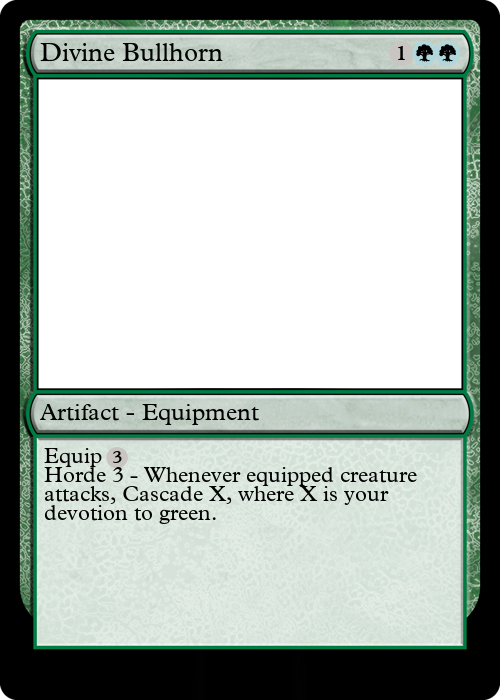 Divine Bullhorn 1
Artifact - Equipment
Equip 3
Horde 3 - Whenever equipped creature
attacks, Cascade X, where X is your
devotion to green.